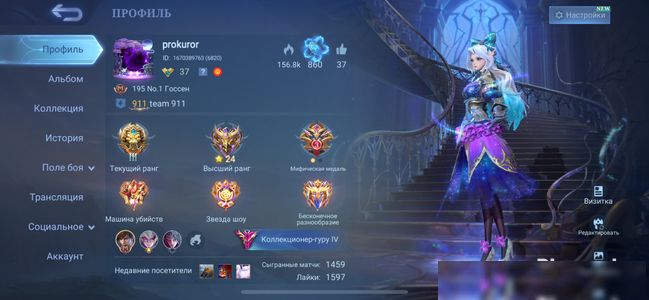 ПРОФИЛЬ
NEW
Настройки
Профиль
Альбом
Коллекция
История
Поле боя
Трансляция
Социальное
Аккаунт
prokuror
ID: 1670389763 (6820)
37
195 No.1 Госсен
911 team 911
156.8k 860 37
Текущий ранг
24
Высший ранг
Мифическая медаль
Машина убийств
Звезда шоу
Бесконечное разнообразие
Коллекционер-гуру IV
Недавние посетители
Сыгранные матчи: 1459
Лайки: 1597
Визитка
Редактировать